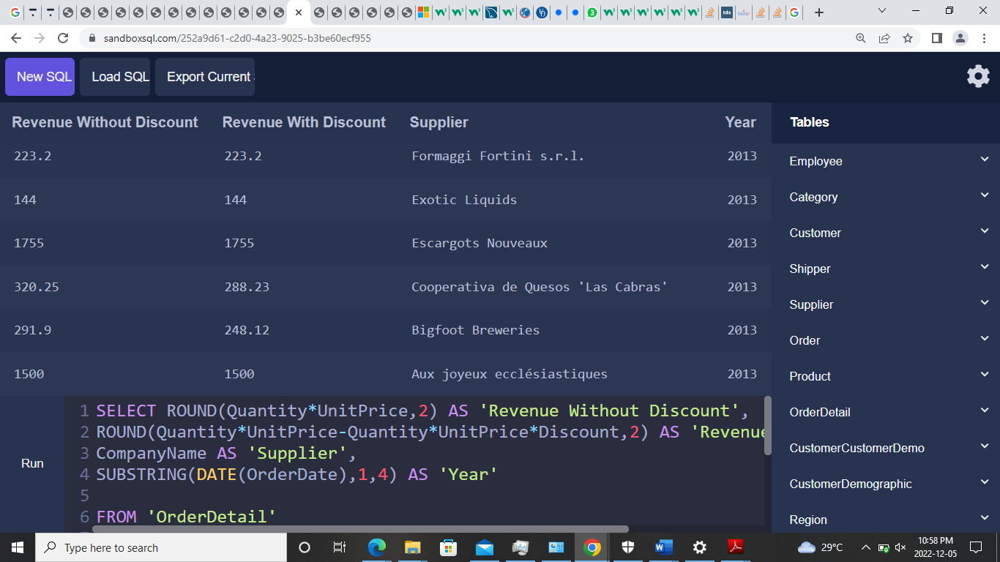 sandboxsql.com/252a9d61-c2d0-4a23-9025-b3be60ecf955
New SQL Load SQL Export Current
Revenue Without Discount Revenue With Discount Supplier Year
223.2 223.2 Formaggi Fortini s.r.l. 2013
144 144 Exotic Liquids 2013
1755 1755 Escargots Nouveaux 2013
320.25 288.23 Cooperativa de Quesos 'Las Cabras' 2013
291.9 248.12 Bigfoot Breweries 2013
1500 1500 Aux joyeux ecclésiastiques 2013
Tables
Employee
Category
Customer
Shipper
Supplier
Order
Product
OrderDetail
CustomerCustomerDemo
CustomerDemographic
Region
Run
1 SELECT ROUND(Quantity*UnitPrice,2) AS 'Revenue Without Discount',
2 ROUND(Quantity*UnitPrice-Quantity*UnitPrice*Discount,2) AS 'Revenue
3 CompanyName AS 'Supplier',
4 SUBSTRING(DATE(OrderDate),1,4) AS 'Year'
5
6 FROM 'OrderDetail'
Type here to search
29°C
10:58 PM
2022-12-05